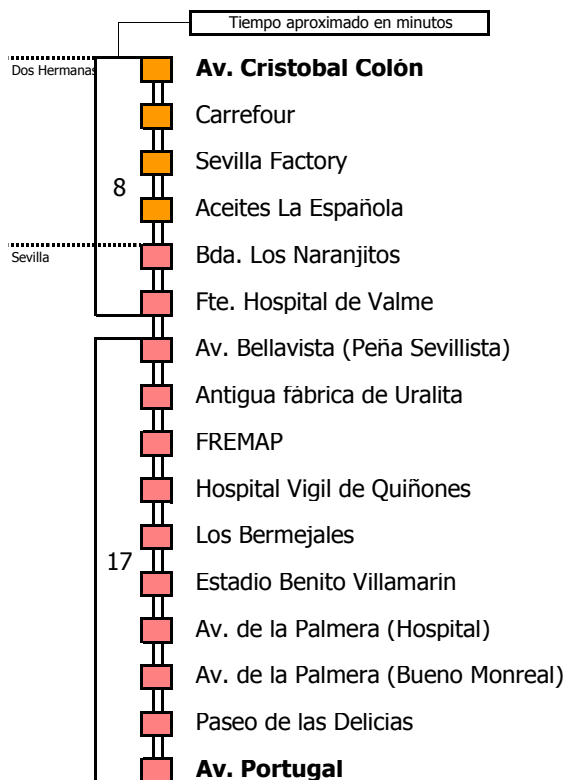 Tiempo aproximado en minutos
Dos Hermanas
Av. Cristobal Colón
Carrefour
Sevilla Factory
8
Aceites La Española
Sevilla
Bda. Los Naranjitos
Fte. Hospital de Valme
Av. Bellavista (Peña Sevillista)
Antigua fábrica de Uralita
FREMAP
Hospital Vigil de Quiñones
Los Bermejales
17
Estadio Benito Villamarin
Av. de la Palmera (Hospital)
Av. de la Palmera (Bueno Monreal)
Paseo de las Delicias
Av. Portugal